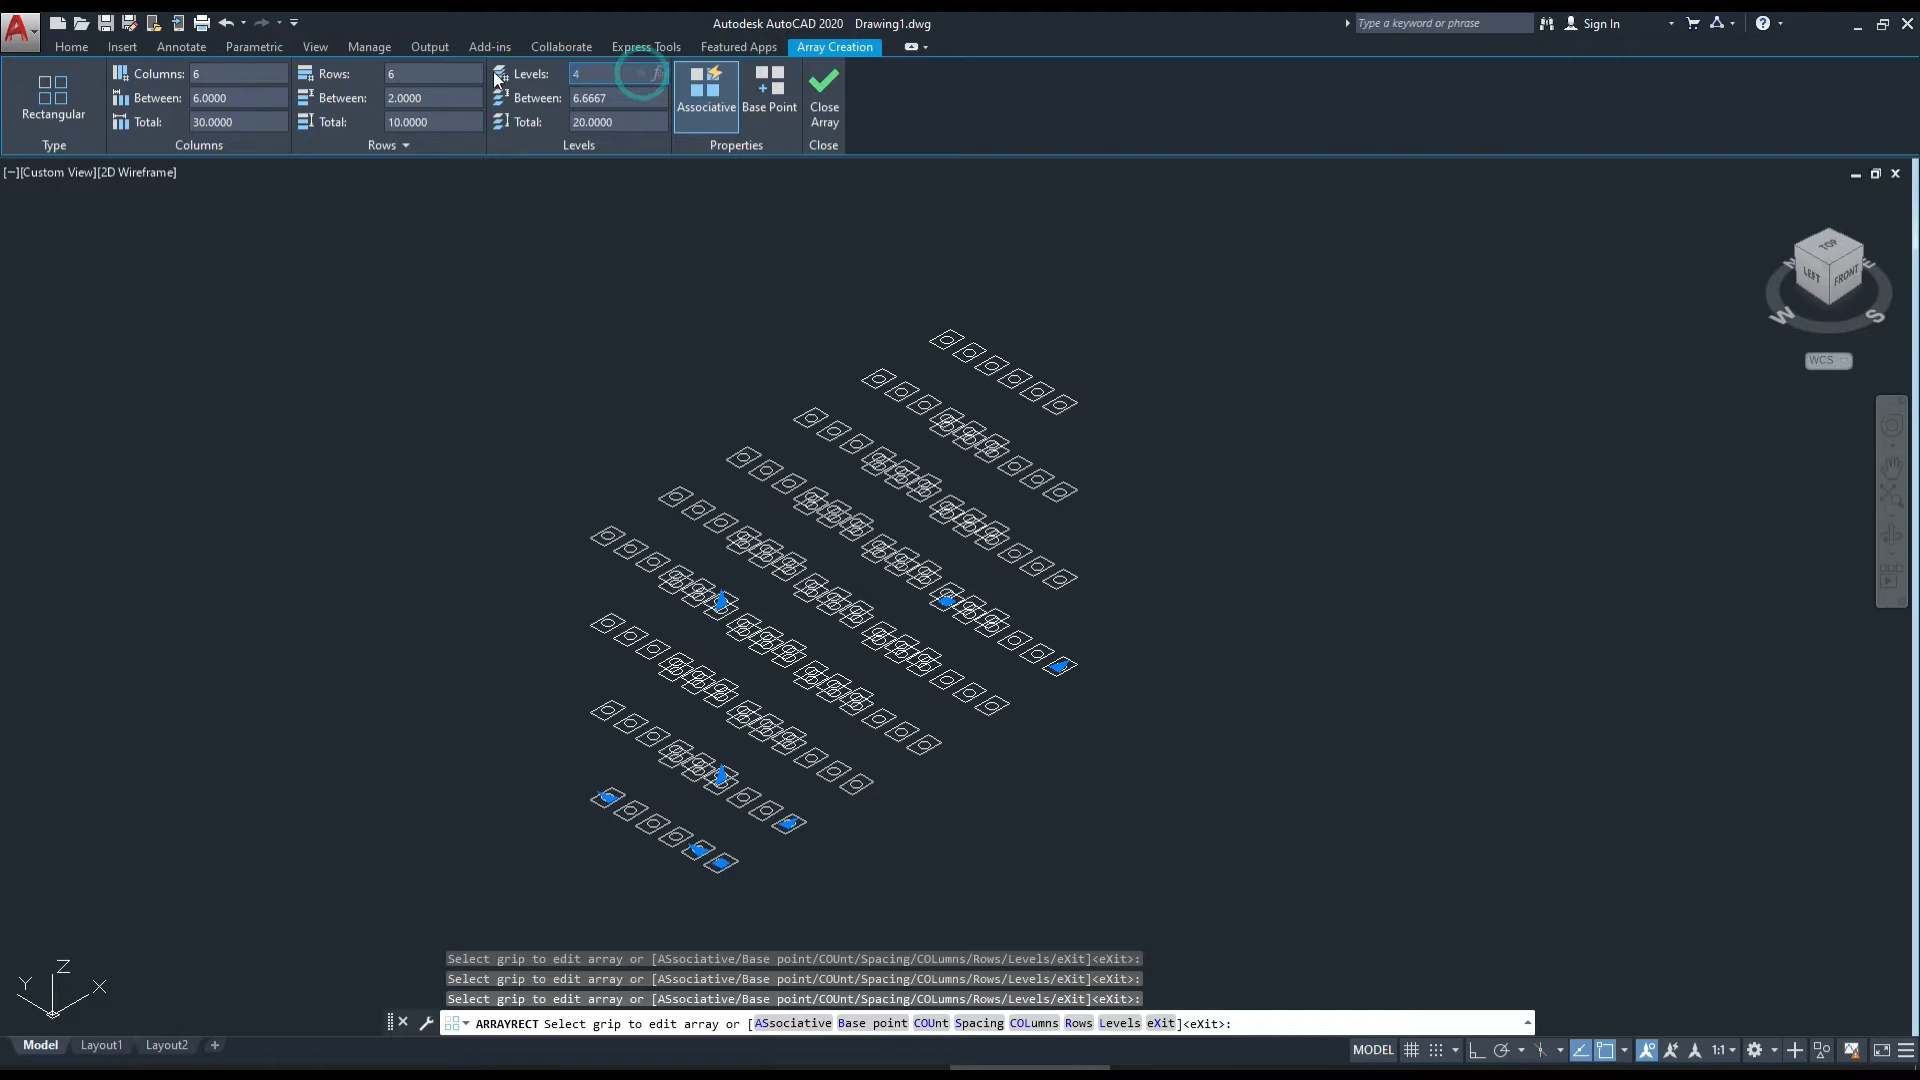 Autodesk AutoCAD 2020 Drawing1.dwg
Type a keyword or phrase
Sign In
Home Insert Annotate Parametric View Manage Output Add-ins Collaborate Express Tools Featured Apps Array Creation
Columns: 6
Rows: 6
Levels: 4
Between: 6.0000
Between: 2.0000
Between: 6.6667
Total: 30.0000
Total: 10.0000
Total: 20.0000
Rectangular
Associative
Base Point
Close Array
Type Columns Rows Levels Properties Close
[−][Custom View][2D Wireframe]
TOP
LEFT FRONT
W S
WCS
Z
Y X
Select grip to edit array or [ASsociative/Base point/COUnt/Spacing/COLumns/Rows/Levels/eXit]<eXit>:
Select grip to edit array or [ASsociative/Base point/COUnt/Spacing/COLumns/Rows/Levels/eXit]<eXit>:
Select grip to edit array or [ASsociative/Base point/COUnt/Spacing/COLumns/Rows/Levels/eXit]<eXit>:
ARRAYRECT Select grip to edit array or [ASsociative Base point COUnt Spacing COLumns Rows Levels eXit]<eXit>:
Model Layout1 Layout2 +
MODEL
1:1